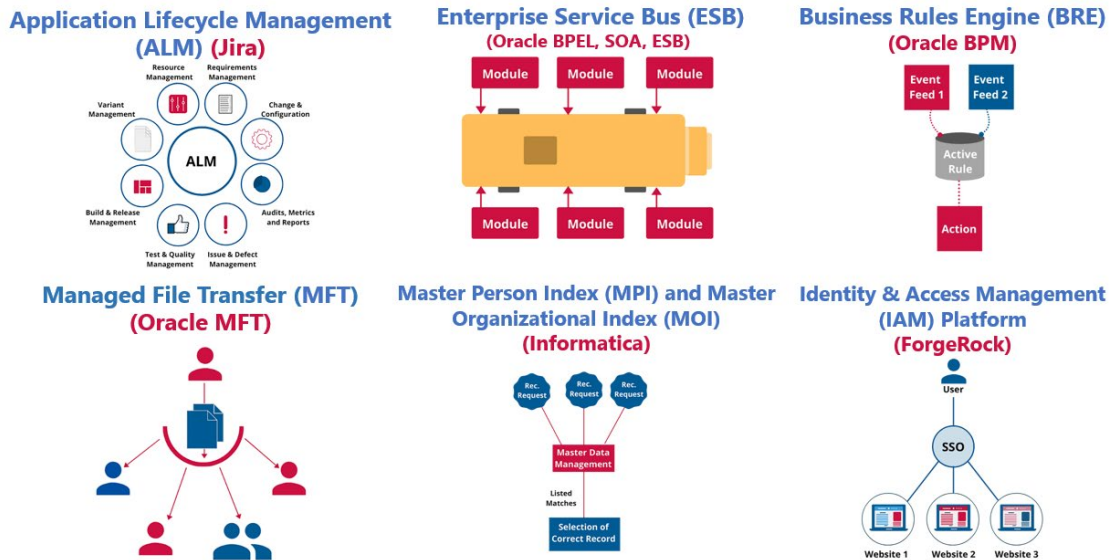 Application Lifecycle Management
(ALM) (Jira)
Resource
Management
Requirements
Management
Variant
Management
Change &
Configuration
ALM
Build & Release
Management
Audits, Metrics
and Reports
Test & Quality
Management
Issue & Defect
Management
Enterprise Service Bus (ESB)
(Oracle BPEL, SOA, ESB)
Module
Module
Module
Module
Module
Module
Business Rules Engine (BRE)
(Oracle BPM)
Event
Feed 1
Event
Feed 2
Active
Rule
Action
Managed File Transfer (MFT)
(Oracle MFT)
Master Person Index (MPI) and Master
Organizational Index (MOI)
(Informatica)
Rec.
Request
Rec.
Request
Rec.
Request
Master Data
Management
Listed
Matches
Selection of
Correct Record
Identity & Access Management
(IAM) Platform
(ForgeRock)
User
SSO
Website 1
Website 2
Website 3